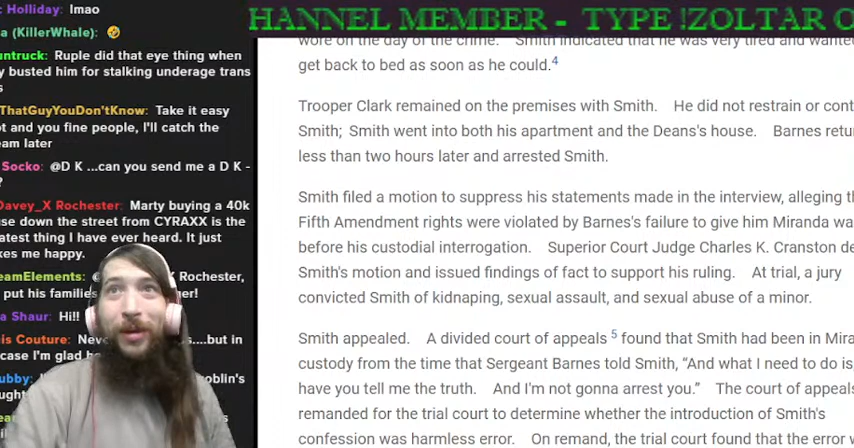 Holliday: lmao
a (KillerWhale): 🤣
untruck: Ruple did that eye thing when
y busted him for stalking underage trans
s
ThatGuyYouDon'tKnow: Take it easy
ot and you fine people, I'll catch the
eam later
Socko: @D K ...can you send me a D K -
?
Davey_X Rochester: Marty buying a 40k
use down the street from CYRAXX is the
atest thing I have ever heard. It just
kes me happy.
eamElements: @ K Rochester,
put his families er!
a Shaur: Hi!!
is Couture: Nev ....but in
case I'm glad
ubby: oblin's
ught
HANNEL MEMBER - TYPE !ZOLTAR O
wore on the day of the crime. Smith indicated that he was very tired and wanted
get back to bed as soon as he could.4
Trooper Clark remained on the premises with Smith. He did not restrain or cont
Smith; Smith went into both his apartment and the Deans's house. Barnes retu
less than two hours later and arrested Smith.
Smith filed a motion to suppress his statements made in the interview, alleging th
Fifth Amendment rights were violated by Barnes's failure to give him Miranda wa
before his custodial interrogation. Superior Court Judge Charles K. Cranston de
Smith's motion and issued findings of fact to support his ruling. At trial, a jury
convicted Smith of kidnaping, sexual assault, and sexual abuse of a minor.
Smith appealed. A divided court of appeals 5 found that Smith had been in Mira
custody from the time that Sergeant Barnes told Smith, "And what I need to do is
have you tell me the truth. And I'm not gonna arrest you." The court of appeals
remanded for the trial court to determine whether the introduction of Smith's
confession was harmless error. On remand, the trial court found that the error w